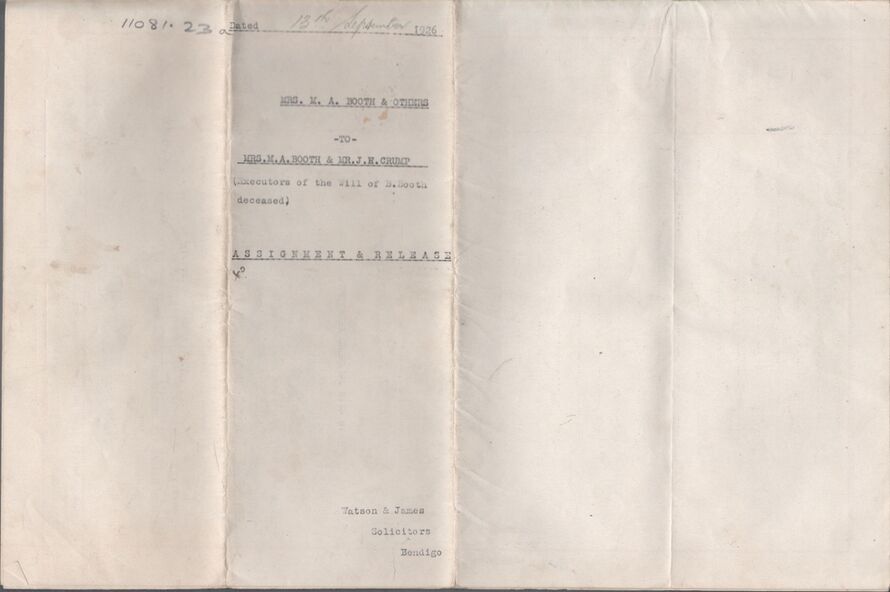 11081.23a
Dated 13th September 1926
MRS. M. A. BOOTH & OTHERS
-TO-
MRS.M.A.BOOTH & MR.J.H.CRUMP
(Executors of the Will of B.Booth
deceased)
ASSIGNMENT & RELEASE
Watson & James
Solicitors
Bendigo